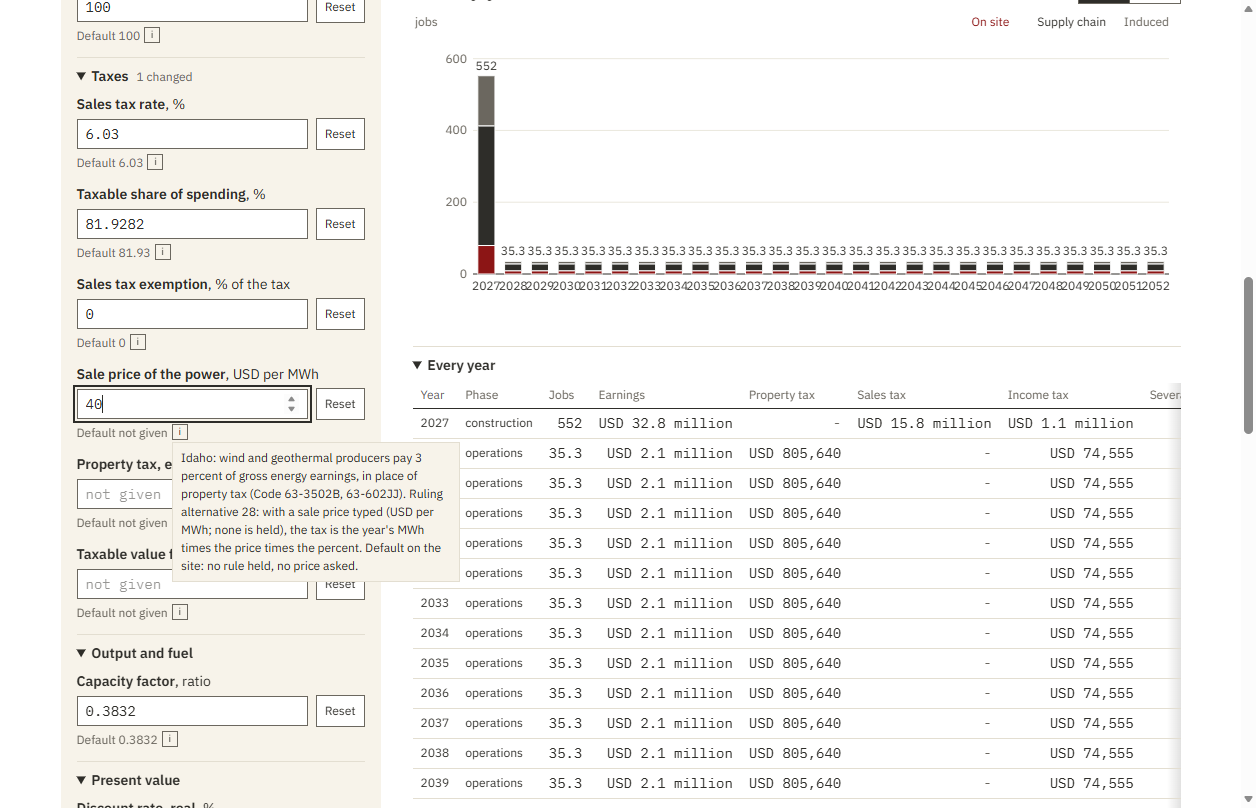 100
Reset
Default 100 i
▼ Taxes 1 changed
Sales tax rate, %
6.03
Reset
Default 6.03 i
Taxable share of spending, %
81.9282
Reset
Default 81.93 i
Sales tax exemption, % of the tax
0
Reset
Default 0 i
Sale price of the power, USD per MWh
40
Reset
Default not given i
Idaho: wind and geothermal producers pay 3
percent of gross energy earnings, in place of
property tax (Code 63-3502B, 63-602JJ). Ruling
alternative 28: with a sale price typed (USD per
MWh; none is held), the tax is the year's MWh
times the price times the percent. Default on the
site: no rule held, no price asked.
Property tax, e
not given
Default not given
Taxable value f
not given
Reset
Default not given i
▼ Output and fuel
Capacity factor, ratio
0.3832
Reset
Default 0.3832 i
▼ Present value
Discount rate, real, %
jobs
On site Supply chain Induced
600
400
200
0
552
35.3 35.3 35.3 35.3 35.3 35.3 35.3 35.3 35.3 35.3 35.3 35.3 35.3 35.3 35.3 35.3 35.3 35.3 35.3 35.3 35.3 35.3 35.3 35.3 35.3
2027 2028 2029 2030 2031 2032 2033 2034 2035 2036 2037 2038 2039 2040 2041 2042 2043 2044 2045 2046 2047 2048 2049 2050 2051 2052
▼ Every year
Year Phase Jobs Earnings Property tax Sales tax Income tax Sever
2027 construction 552 USD 32.8 million - USD 15.8 million USD 1.1 million
operations 35.3 USD 2.1 million USD 805,640 - USD 74,555
operations 35.3 USD 2.1 million USD 805,640 - USD 74,555
operations 35.3 USD 2.1 million USD 805,640 - USD 74,555
operations 35.3 USD 2.1 million USD 805,640 - USD 74,555
operations 35.3 USD 2.1 million USD 805,640 - USD 74,555
2033 operations 35.3 USD 2.1 million USD 805,640 - USD 74,555
2034 operations 35.3 USD 2.1 million USD 805,640 - USD 74,555
2035 operations 35.3 USD 2.1 million USD 805,640 - USD 74,555
2036 operations 35.3 USD 2.1 million USD 805,640 - USD 74,555
2037 operations 35.3 USD 2.1 million USD 805,640 - USD 74,555
2038 operations 35.3 USD 2.1 million USD 805,640 - USD 74,555
2039 operations 35.3 USD 2.1 million USD 805,640 - USD 74,555